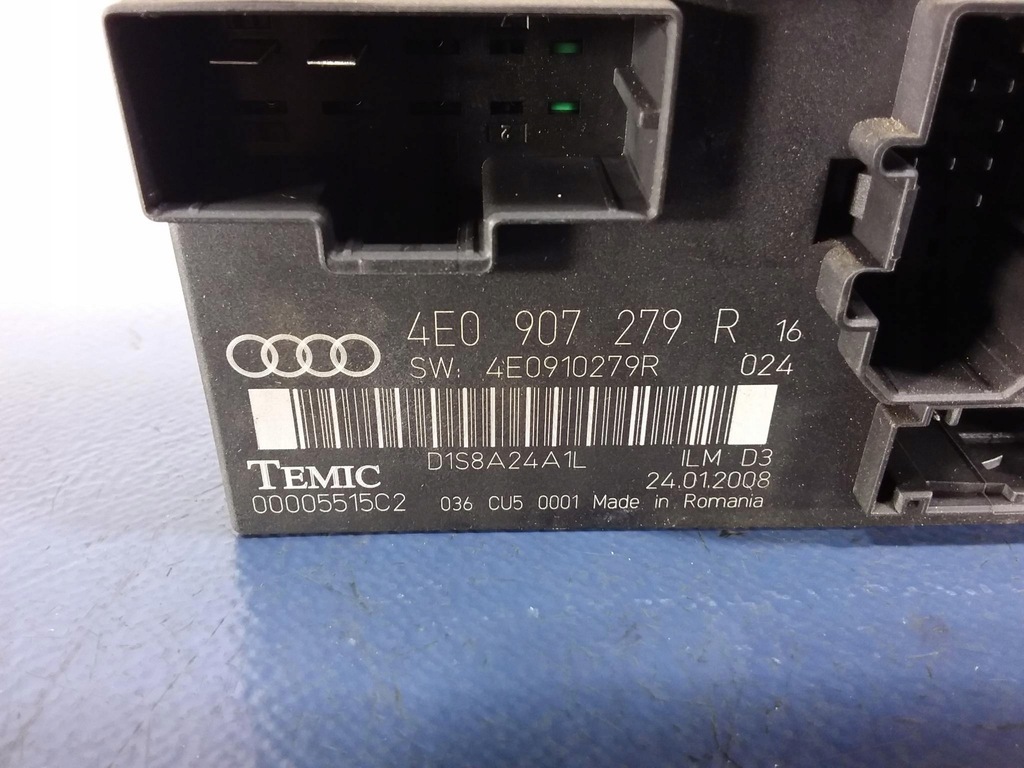 4E0 907 279 R 16
SW: 4E0910279R 024
D1S8A24A1L ILM D3
TEMIC 24.01.2008
00005515C2 036 CU5 0001 Made in Romania